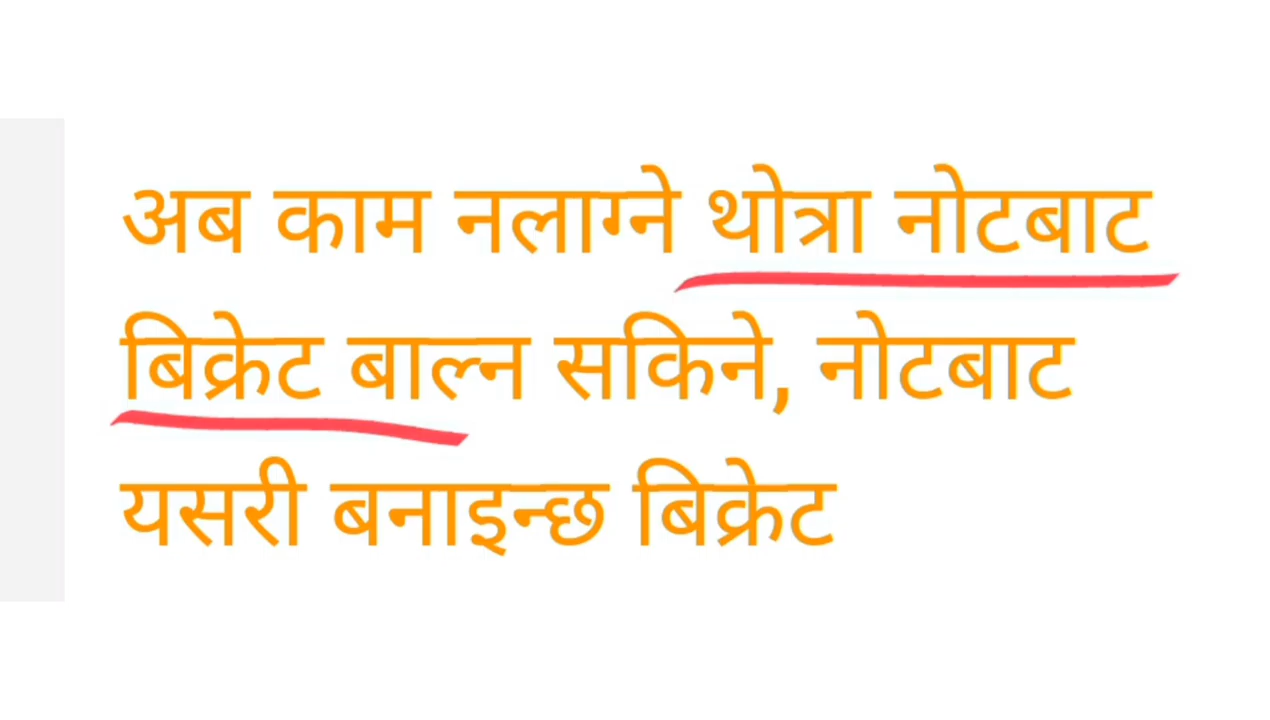 अब काम नलाग्ने थोत्रा नोटबाट
बिक्रेट बाल्न सकिने, नोटबाट
यसरी बनाइन्छ बिक्रेट